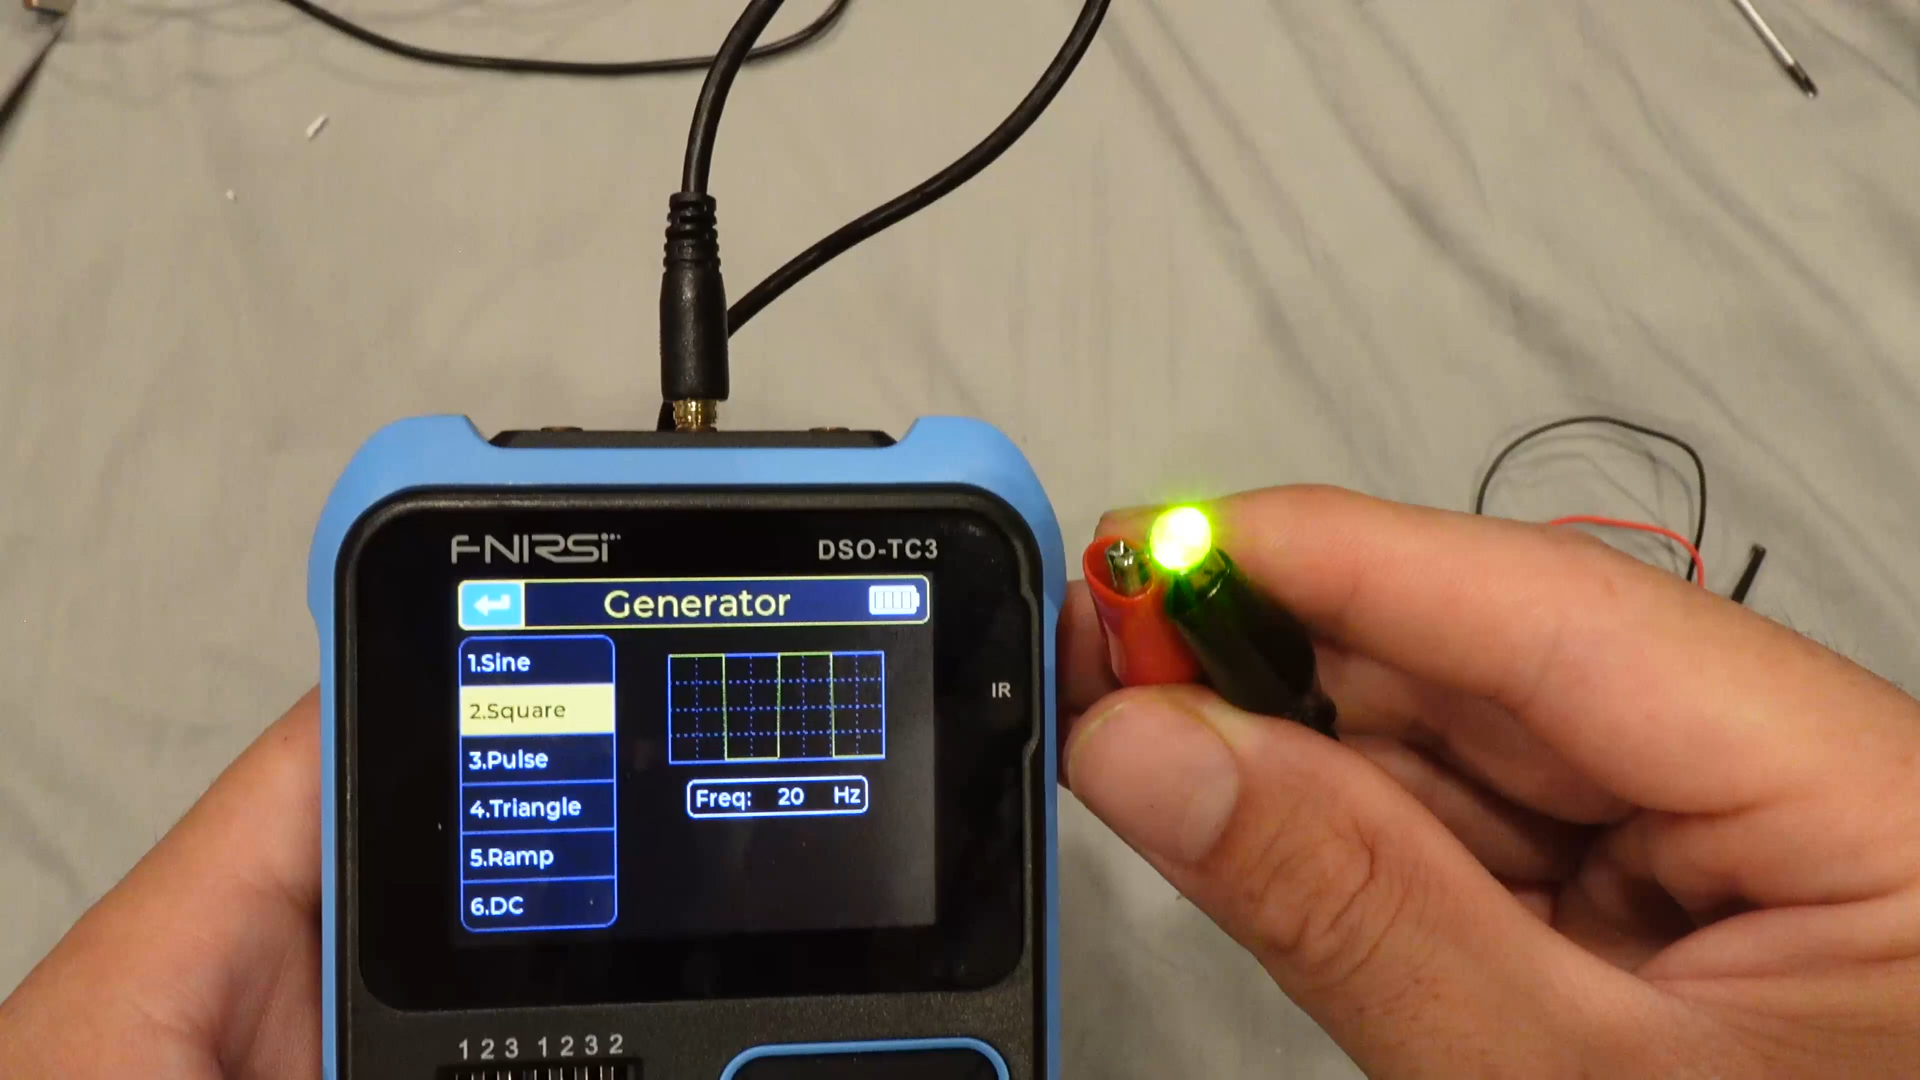 FNIRSI
DSO-TC3
Generator
1.Sine
2.Square
3.Pulse
4.Triangle
5.Ramp
6.DC
Freq: 20 Hz
IR
1 2 3 1 2 3 2